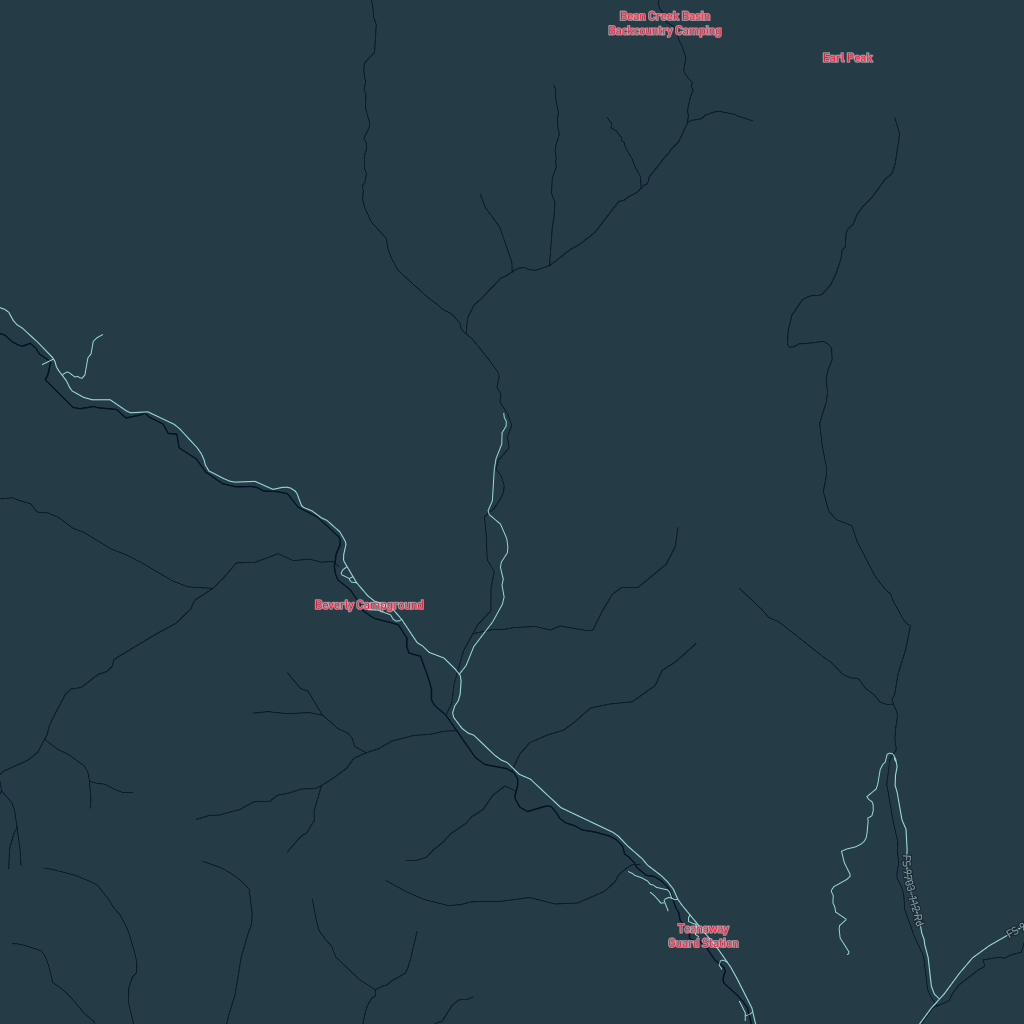 Bean Creek Basin
Backcountry Camping
Earl Peak
Beverly Campground
FS-9703-112 Rd
Teanaway
Guard Station